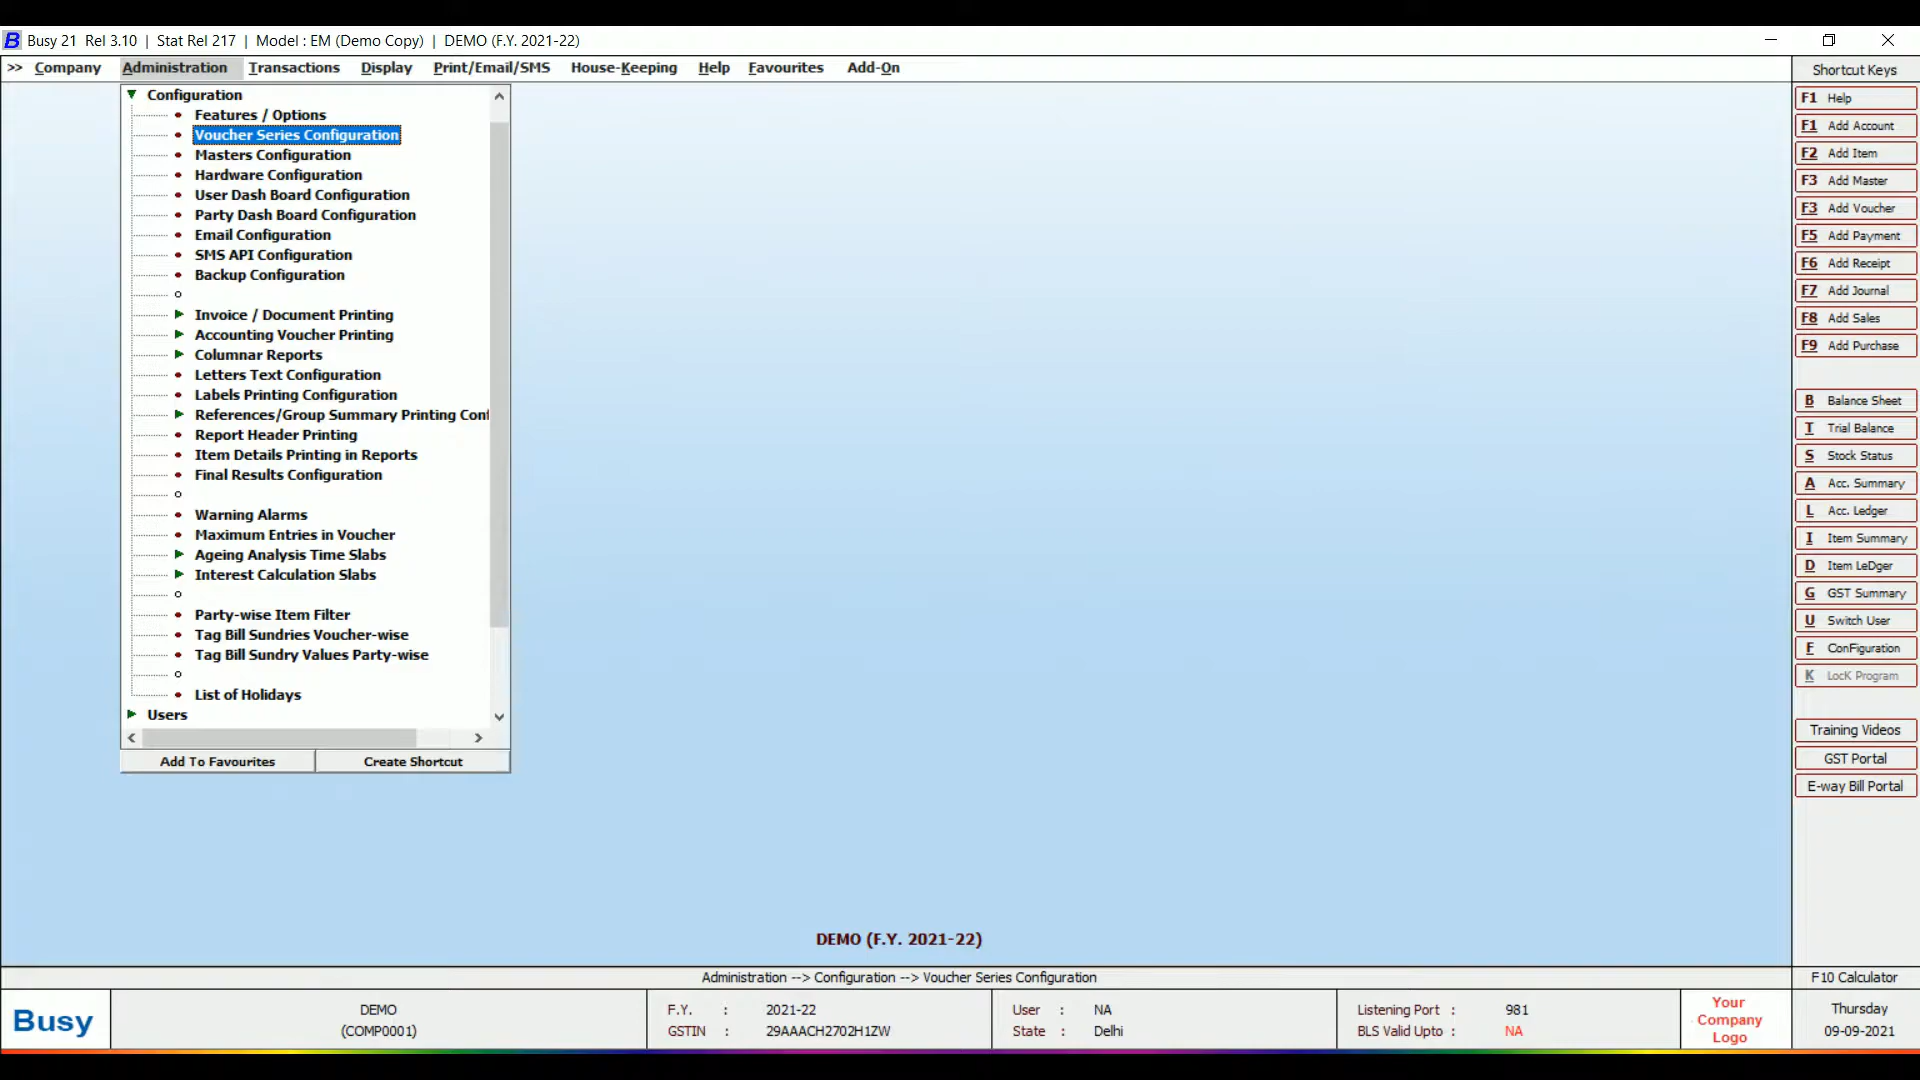 Busy 21 Rel 3.10 | Stat Rel 217 | Model : EM (Demo Copy) | DEMO (F.Y. 2021-22)
>> Company Administration Transactions Display Print/Email/SMS House-Keeping Help Favourites Add-On
Configuration
Features / Options
Voucher Series Configuration
Masters Configuration
Hardware Configuration
User Dash Board Configuration
Party Dash Board Configuration
Email Configuration
SMS API Configuration
Backup Configuration
Invoice / Document Printing
Accounting Voucher Printing
Columnar Reports
Letters Text Configuration
Labels Printing Configuration
References/Group Summary Printing Conf
Report Header Printing
Item Details Printing in Reports
Final Results Configuration
Warning Alarms
Maximum Entries in Voucher
Ageing Analysis Time Slabs
Interest Calculation Slabs
Party-wise Item Filter
Tag Bill Sundries Voucher-wise
Tag Bill Sundry Values Party-wise
List of Holidays
Users
Add To Favourites Create Shortcut
Shortcut Keys
F1 Help
F1 Add Account
F2 Add Item
F3 Add Master
F3 Add Voucher
F5 Add Payment
F6 Add Receipt
F7 Add Journal
F8 Add Sales
F9 Add Purchase
B Balance Sheet
T Trial Balance
S Stock Status
A Acc. Summary
L Acc. Ledger
I Item Summary
D Item LeDger
G GST Summary
U Switch User
F ConFiguration
K LocK Program
Training Videos
GST Portal
E-way Bill Portal
DEMO (F.Y. 2021-22)
Administration --> Configuration --> Voucher Series Configuration
F10 Calculator
Busy
DEMO
(COMP0001)
F.Y. : 2021-22
GSTIN : 29AAACH2702H1ZW
User : NA
State : Delhi
Listening Port : 981
BLS Valid Upto : NA
Your
Company
Logo
Thursday
09-09-2021